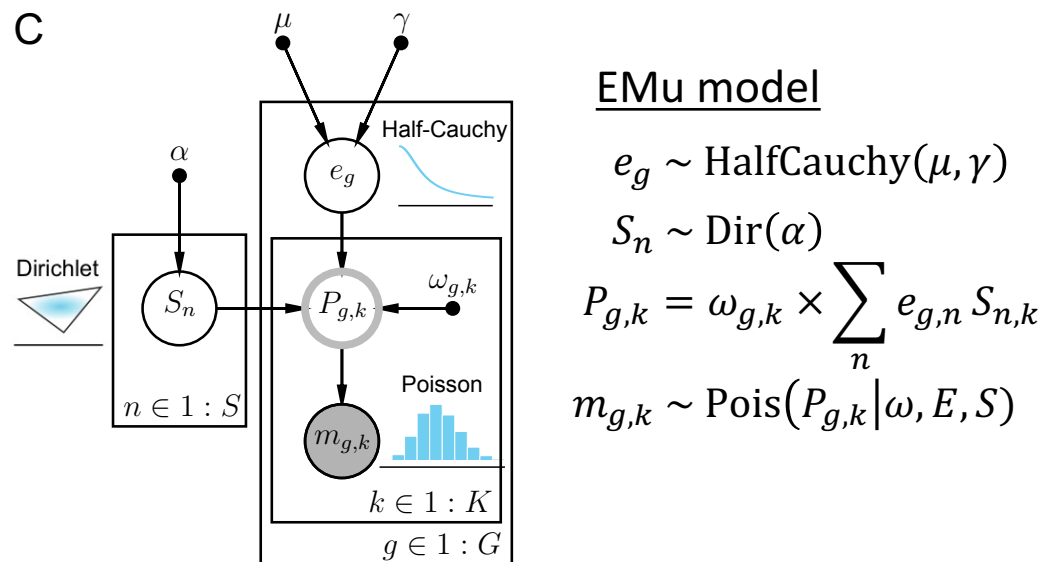 C
μ γ
Half-Cauchy
α
e_g
Dirichlet
S_n
P_{g,k}
ω_{g,k}
Poisson
n ∈ 1 : S
m_{g,k}
k ∈ 1 : K
g ∈ 1 : G
EMu model
e_g ~ HalfCauchy(μ, γ)
S_n ~ Dir(α)
P_{g,k} = ω_{g,k} × ∑_n e_{g,n} S_{n,k}
m_{g,k} ~ Pois(P_{g,k}|ω, E, S)